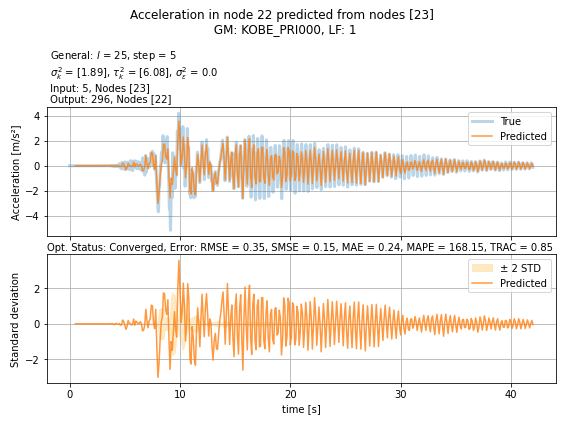 Acceleration in node 22 predicted from nodes [23]
GM: KOBE_PRI000, LF: 1
General: l = 25, step = 5
σ²ₖ = [1.89], τ²ₖ = [6.08], σ²ε = 0.0
Input: 5, Nodes [23]
Output: 296, Nodes [22]
Acceleration [m/s²]
4
2
0
−2
−4
True
Predicted
Opt. Status: Converged, Error: RMSE = 0.35, SMSE = 0.15, MAE = 0.24, MAPE = 168.15, TRAC = 0.85
Standard deviation
2
0
−2
± 2 STD
Predicted
0
10
20
30
40
time [s]